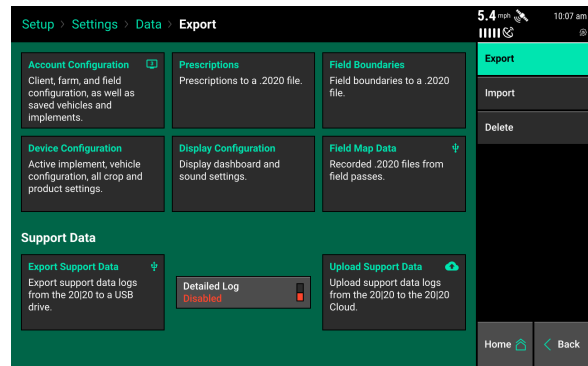 Setup > Settings > Data > Export
5.4 mph
10:07 am
Account Configuration
Client, farm, and field
configuration, as well as
saved vehicles and
implements.
Prescriptions
Prescriptions to a .2020 file.
Field Boundaries
Field boundaries to a .2020
file.
Device Configuration
Active implement, vehicle
configuration, all crop and
product settings.
Display Configuration
Display dashboard and
sound settings.
Field Map Data
Recorded .2020 files from
field passes.
Support Data
Export Support Data
Export support data logs
from the 20|20 to a USB
drive.
Detailed Log
Disabled
Upload Support Data
Upload support data logs
from the 20|20 to the 20|20
Cloud.
Export
Import
Delete
Home
Back